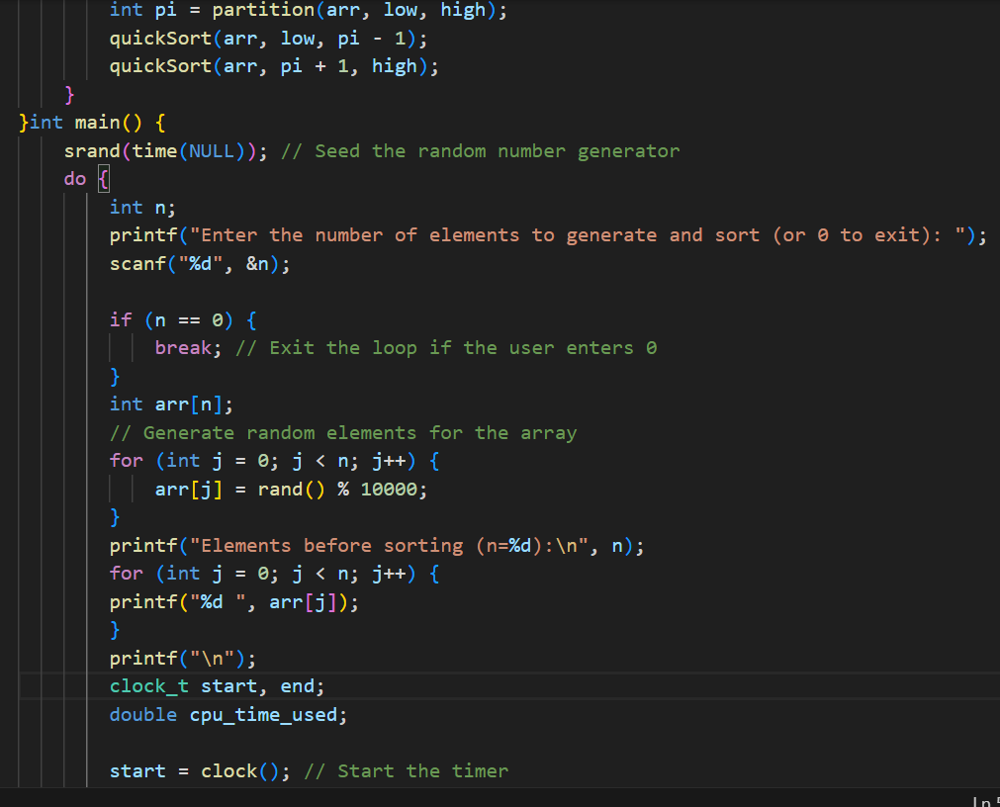 int pi = partition(arr, low, high);
quickSort(arr, low, pi - 1);
quickSort(arr, pi + 1, high);
}
}int main() {
srand(time(NULL)); // Seed the random number generator
do {
int n;
printf("Enter the number of elements to generate and sort (or 0 to exit): ");
scanf("%d", &n);
if (n == 0) {
break; // Exit the loop if the user enters 0
}
int arr[n];
// Generate random elements for the array
for (int j = 0; j < n; j++) {
arr[j] = rand() % 10000;
}
printf("Elements before sorting (n=%d):\n", n);
for (int j = 0; j < n; j++) {
printf("%d ", arr[j]);
}
printf("\n");
clock_t start, end;
double cpu_time_used;
start = clock(); // Start the timer